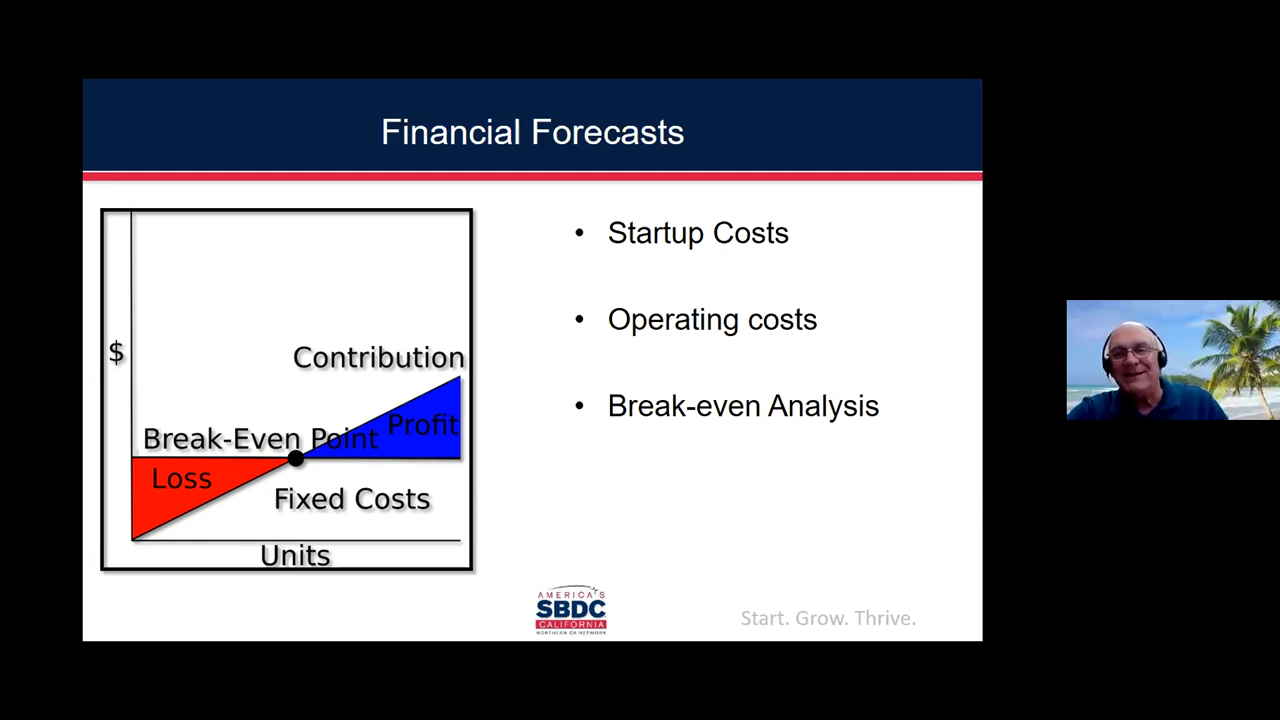 Financial Forecasts
$
Contribution
Profit
Break-Even Point
Loss
Fixed Costs
Units
• Startup Costs
• Operating costs
• Break-even Analysis
AMERICA'S
SBDC
CALIFORNIA
NORTHERN CA NETWORK
Start. Grow. Thrive.